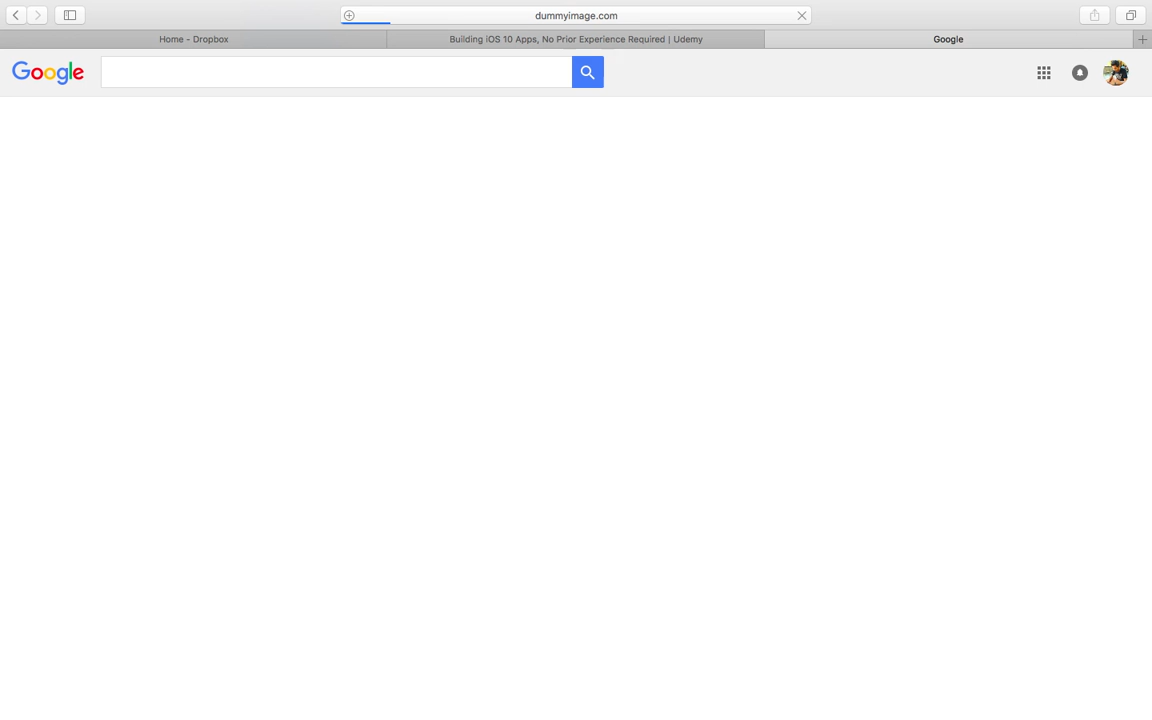 dummyimage.com
Home - Dropbox
Building iOS 10 Apps, No Prior Experience Required | Udemy
Google
Google